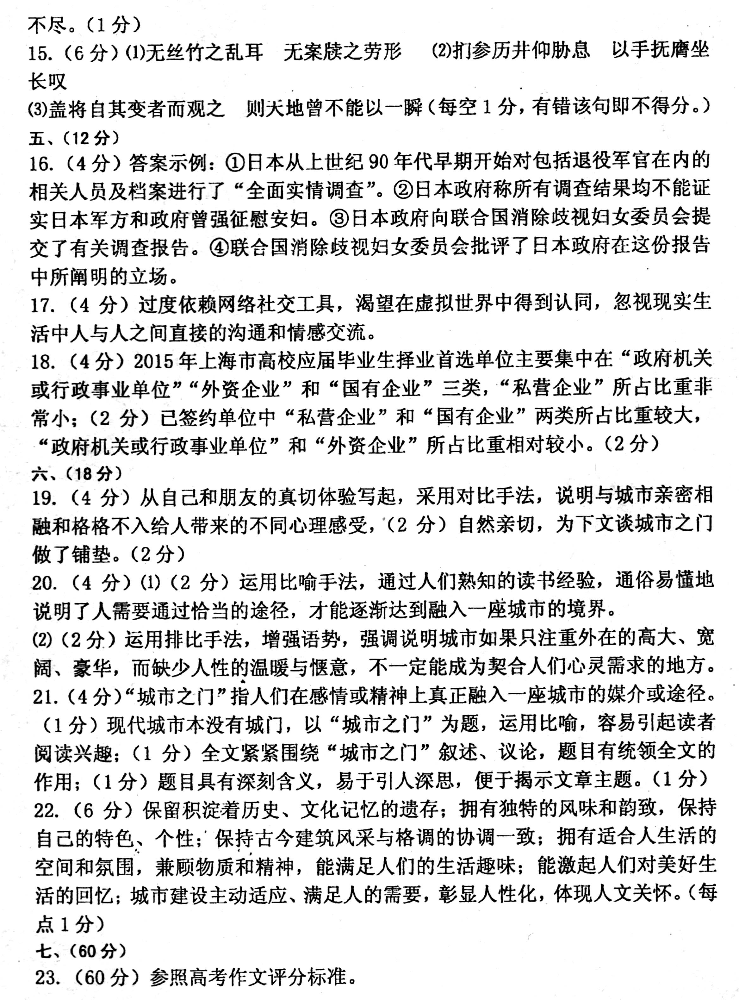 不尽。(1 分)
15. (6 分)(1)无丝竹之乱耳　无案牍之劳形　(2)扪参历井仰胁息　以手抚膺坐
长叹
(3)盖将自其变者而观之　则天地曾不能以一瞬(每空 1 分，有错该句即不得分。)
五、(12 分)
16. (4 分) 答案示例：①日本从上世纪 90 年代早期开始对包括退役军官在内的
相关人员及档案进行了“全面实情调查”。②日本政府称所有调查结果均不能证
实日本军方和政府曾强征慰安妇。③日本政府向联合国消除歧视妇女委员会提
交了有关调查报告。④联合国消除歧视妇女委员会批评了日本政府在这份报告
中所阐明的立场。
17. (4 分) 过度依赖网络社交工具，渴望在虚拟世界中得到认同，忽视现实生
活中人与人之间直接的沟通和情感交流。
18. (4 分) 2015 年上海市高校应届毕业生择业首选单位主要集中在“政府机关
或行政事业单位”“外资企业”和“国有企业”三类，“私营企业”所占比重非
常小；(2 分) 已签约单位中“私营企业”和“国有企业”两类所占比重较大，
“政府机关或行政事业单位”和“外资企业”所占比重相对较小。(2 分)
六、(18 分)
19. (4 分) 从自己和朋友的真切体验写起，采用对比手法，说明与城市亲密相
融和格格不入给人带来的不同心理感受，(2 分) 自然亲切，为下文谈城市之门
做了铺垫。(2 分)
20. (4 分)(1)(2 分) 运用比喻手法，通过人们熟知的读书经验，通俗易懂地
说明了人需要通过恰当的途径，才能逐渐达到融入一座城市的境界。
(2)(2 分) 运用排比手法，增强语势，强调说明城市如果只注重外在的高大、宽
阔、豪华，而缺少人性的温暖与惬意，不一定能成为契合人们心灵需求的地方。
21. (4 分)“城市之门”指人们在感情或精神上真正融入一座城市的媒介或途径。
(1 分) 现代城市本没有城门，以“城市之门”为题，运用比喻，容易引起读者
阅读兴趣；(1 分) 全文紧紧围绕“城市之门”叙述、议论，题目有统领全文的
作用；(1 分) 题目具有深刻含义，易于引人深思，便于揭示文章主题。(1 分)
22. (6 分) 保留积淀着历史、文化记忆的遗存；拥有独特的风味和韵致，保持
自己的特色、个性；保持古今建筑风采与格调的协调一致；拥有适合人生活的
空间和氛围，兼顾物质和精神，能满足人们的生活趣味；能激起人们对美好生
活的回忆；城市建设主动适应、满足人的需要，彰显人性化，体现人文关怀。(每
点 1 分)
七、(60 分)
23. (60 分) 参照高考作文评分标准。